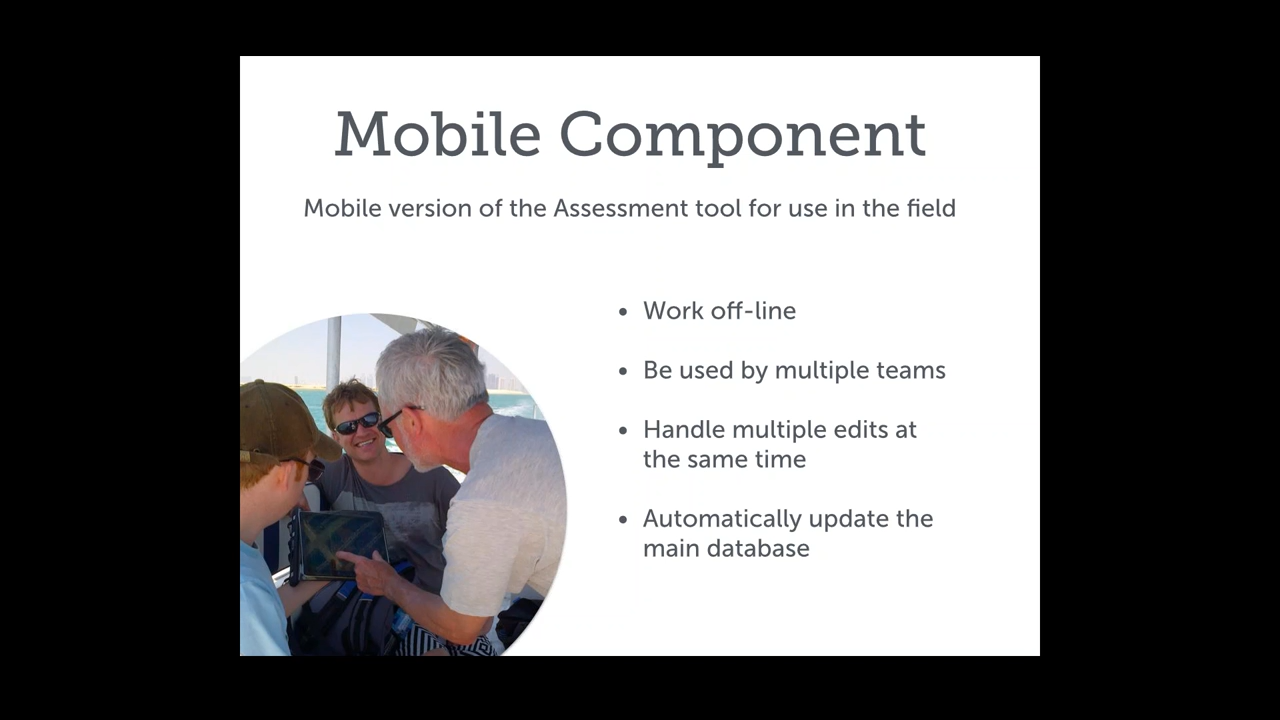 Mobile Component
Mobile version of the Assessment tool for use in the field
• Work off-line
• Be used by multiple teams
• Handle multiple edits at
the same time
• Automatically update the
main database